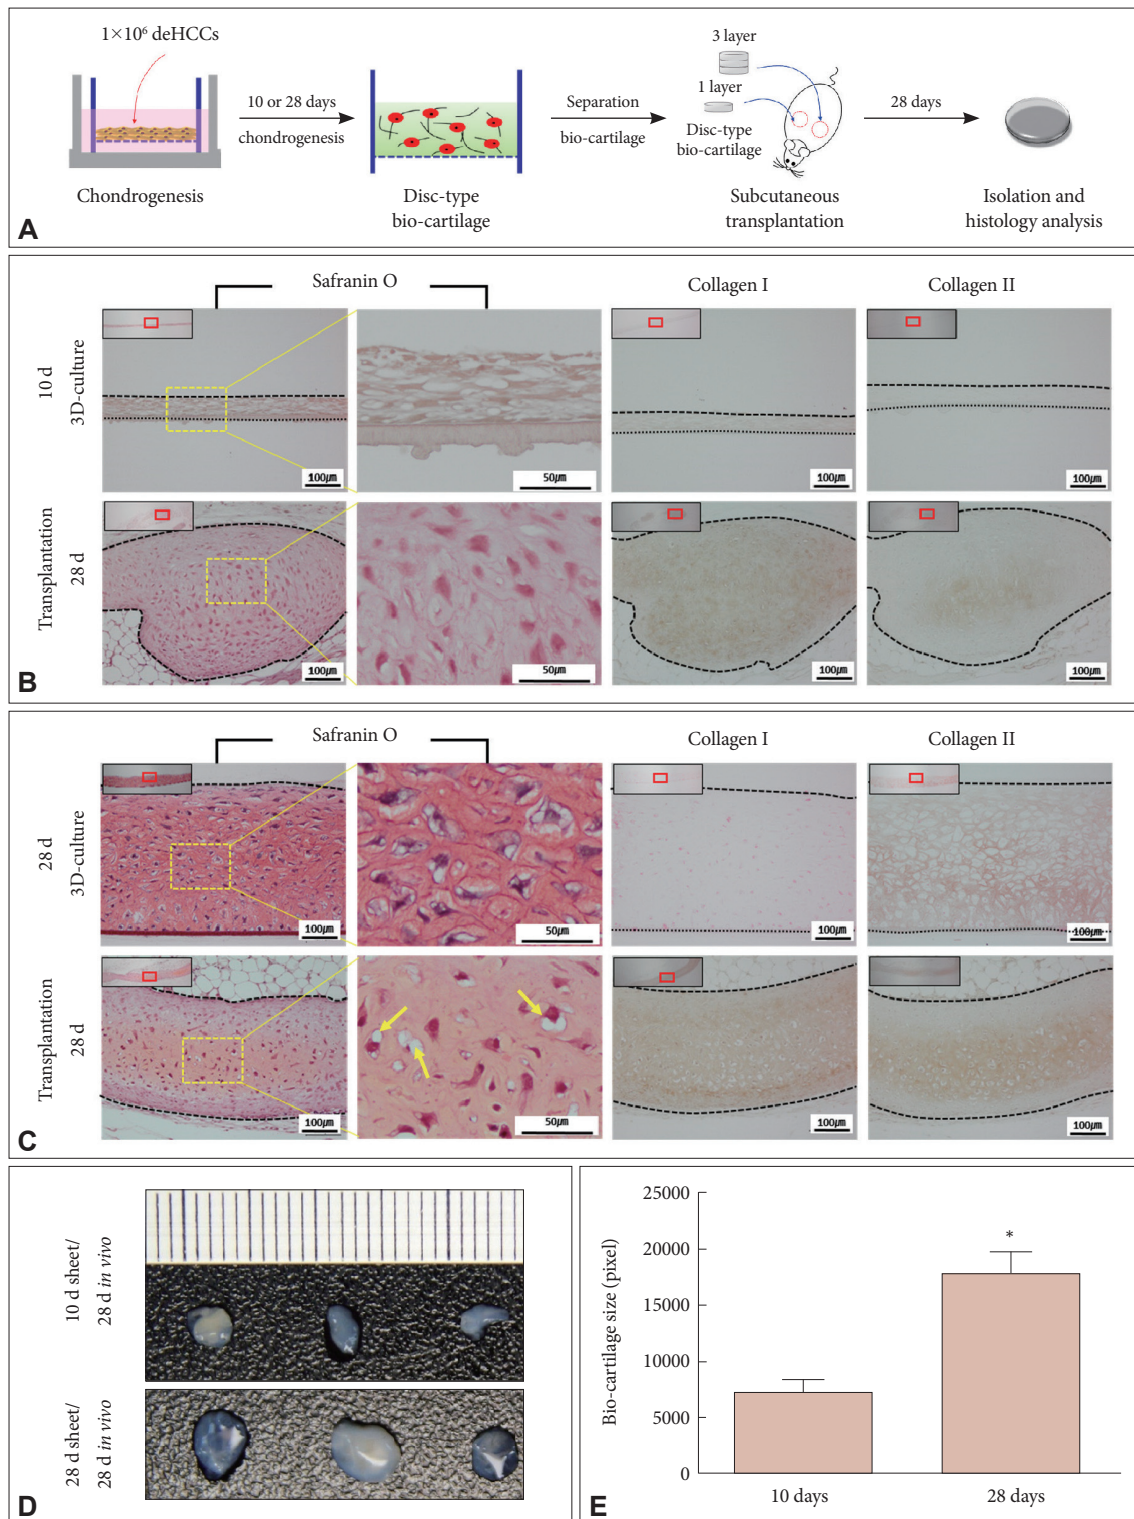 1×10⁶ deHCCs
10 or 28 days
chondrogenesis
Separation
bio-cartilage
3 layer
1 layer
Disc-type
bio-cartilage
28 days
Chondrogenesis
Disc-type
bio-cartilage
Subcutaneous
transplantation
Isolation and
histology analysis
A
Safranin O
Collagen I
Collagen II
10 d
3D-culture
100μm
50μm
100μm
100μm
Transplantation
28 d
100μm
50μm
100μm
100μm
B
Safranin O
Collagen I
Collagen II
28 d
3D-culture
100μm
50μm
100μm
100μm
Transplantation
28 d
100μm
50μm
100μm
100μm
C
10 d sheet/
28 d in vivo
28 d sheet/
28 d in vivo
D
Bio-cartilage size (pixel)
25000
20000
15000
10000
5000
0
*
10 days
28 days
E